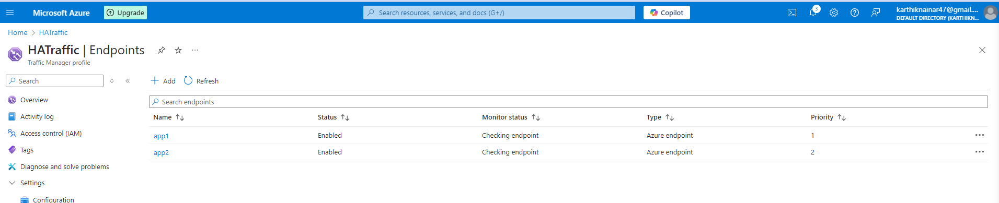 Microsoft Azure Upgrade Search resources, services, and docs (G+/) Copilot 3 karthiknainar47@gmail....
DEFAULT DIRECTORY (KARTHIKN...
Home > HATraffic
HATraffic | Endpoints ...
Traffic Manager profile
Search « + Add Refresh
Overview Search endpoints
Activity log Name ↑↓ Status ↑↓ Monitor status ↑↓ Type ↑↓ Priority ↑↓
Access control (IAM) app1 Enabled Checking endpoint Azure endpoint 1 ...
Tags app2 Enabled Checking endpoint Azure endpoint 2 ...
Diagnose and solve problems
Settings
Configuration